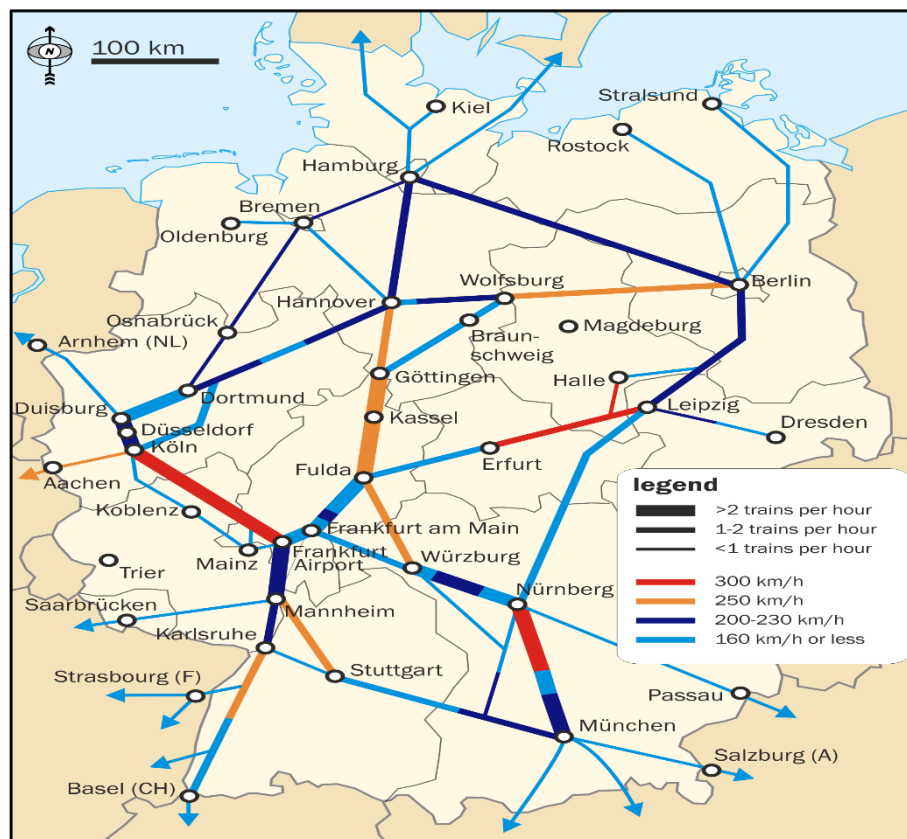 N
100 km
Kiel
Stralsund
Rostock
Hamburg
Bremen
Oldenburg
Wolfsburg
Berlin
Hannover
Osnabrück
Magdeburg
Braun-
schweig
Arnhem (NL)
Göttingen
Halle
Dortmund
Leipzig
Duisburg
Kassel
Düsseldorf
Dresden
Köln
Erfurt
Fulda
Aachen
legend
>2 trains per hour
1-2 trains per hour
<1 trains per hour
300 km/h
250 km/h
200-230 km/h
160 km/h or less
Koblenz
Frankfurt am Main
Frankfurt
Airport
Mainz
Würzburg
Trier
Nürnberg
Saarbrücken
Mannheim
Karlsruhe
Stuttgart
Strasbourg (F)
Passau
München
Salzburg (A)
Basel (CH)